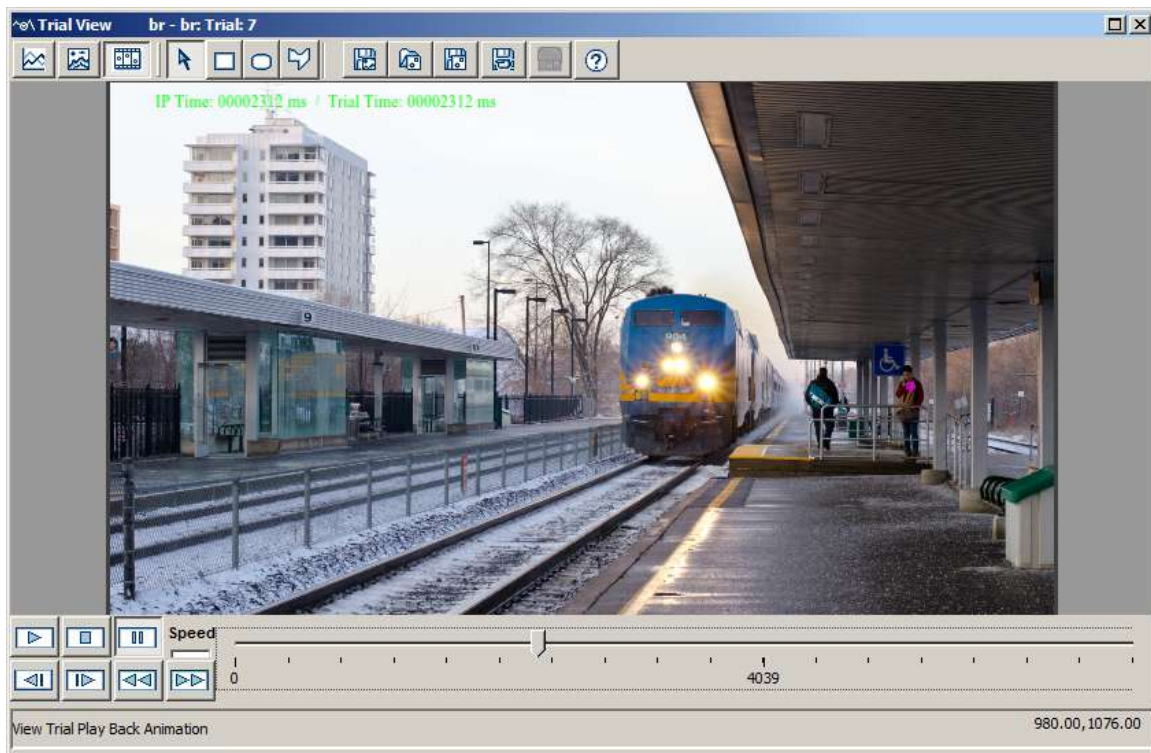 Trial View br - br: Trial: 7
IP Time: 00002312 ms / Trial Time: 00002312 ms
9
904
Speed
0
4039
View Trial Play Back Animation
980.00,1076.00